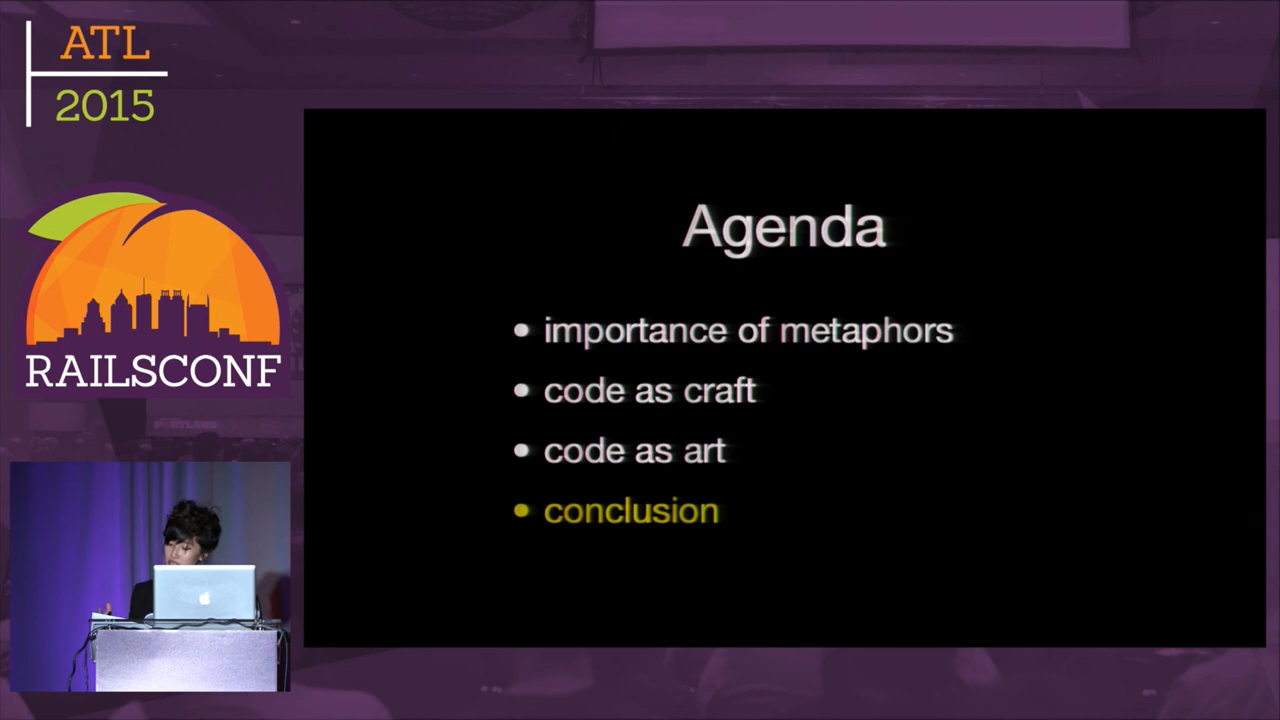 ATL
2015
RAILSCONF
Agenda
• importance of metaphors
• code as craft
• code as art
• conclusion